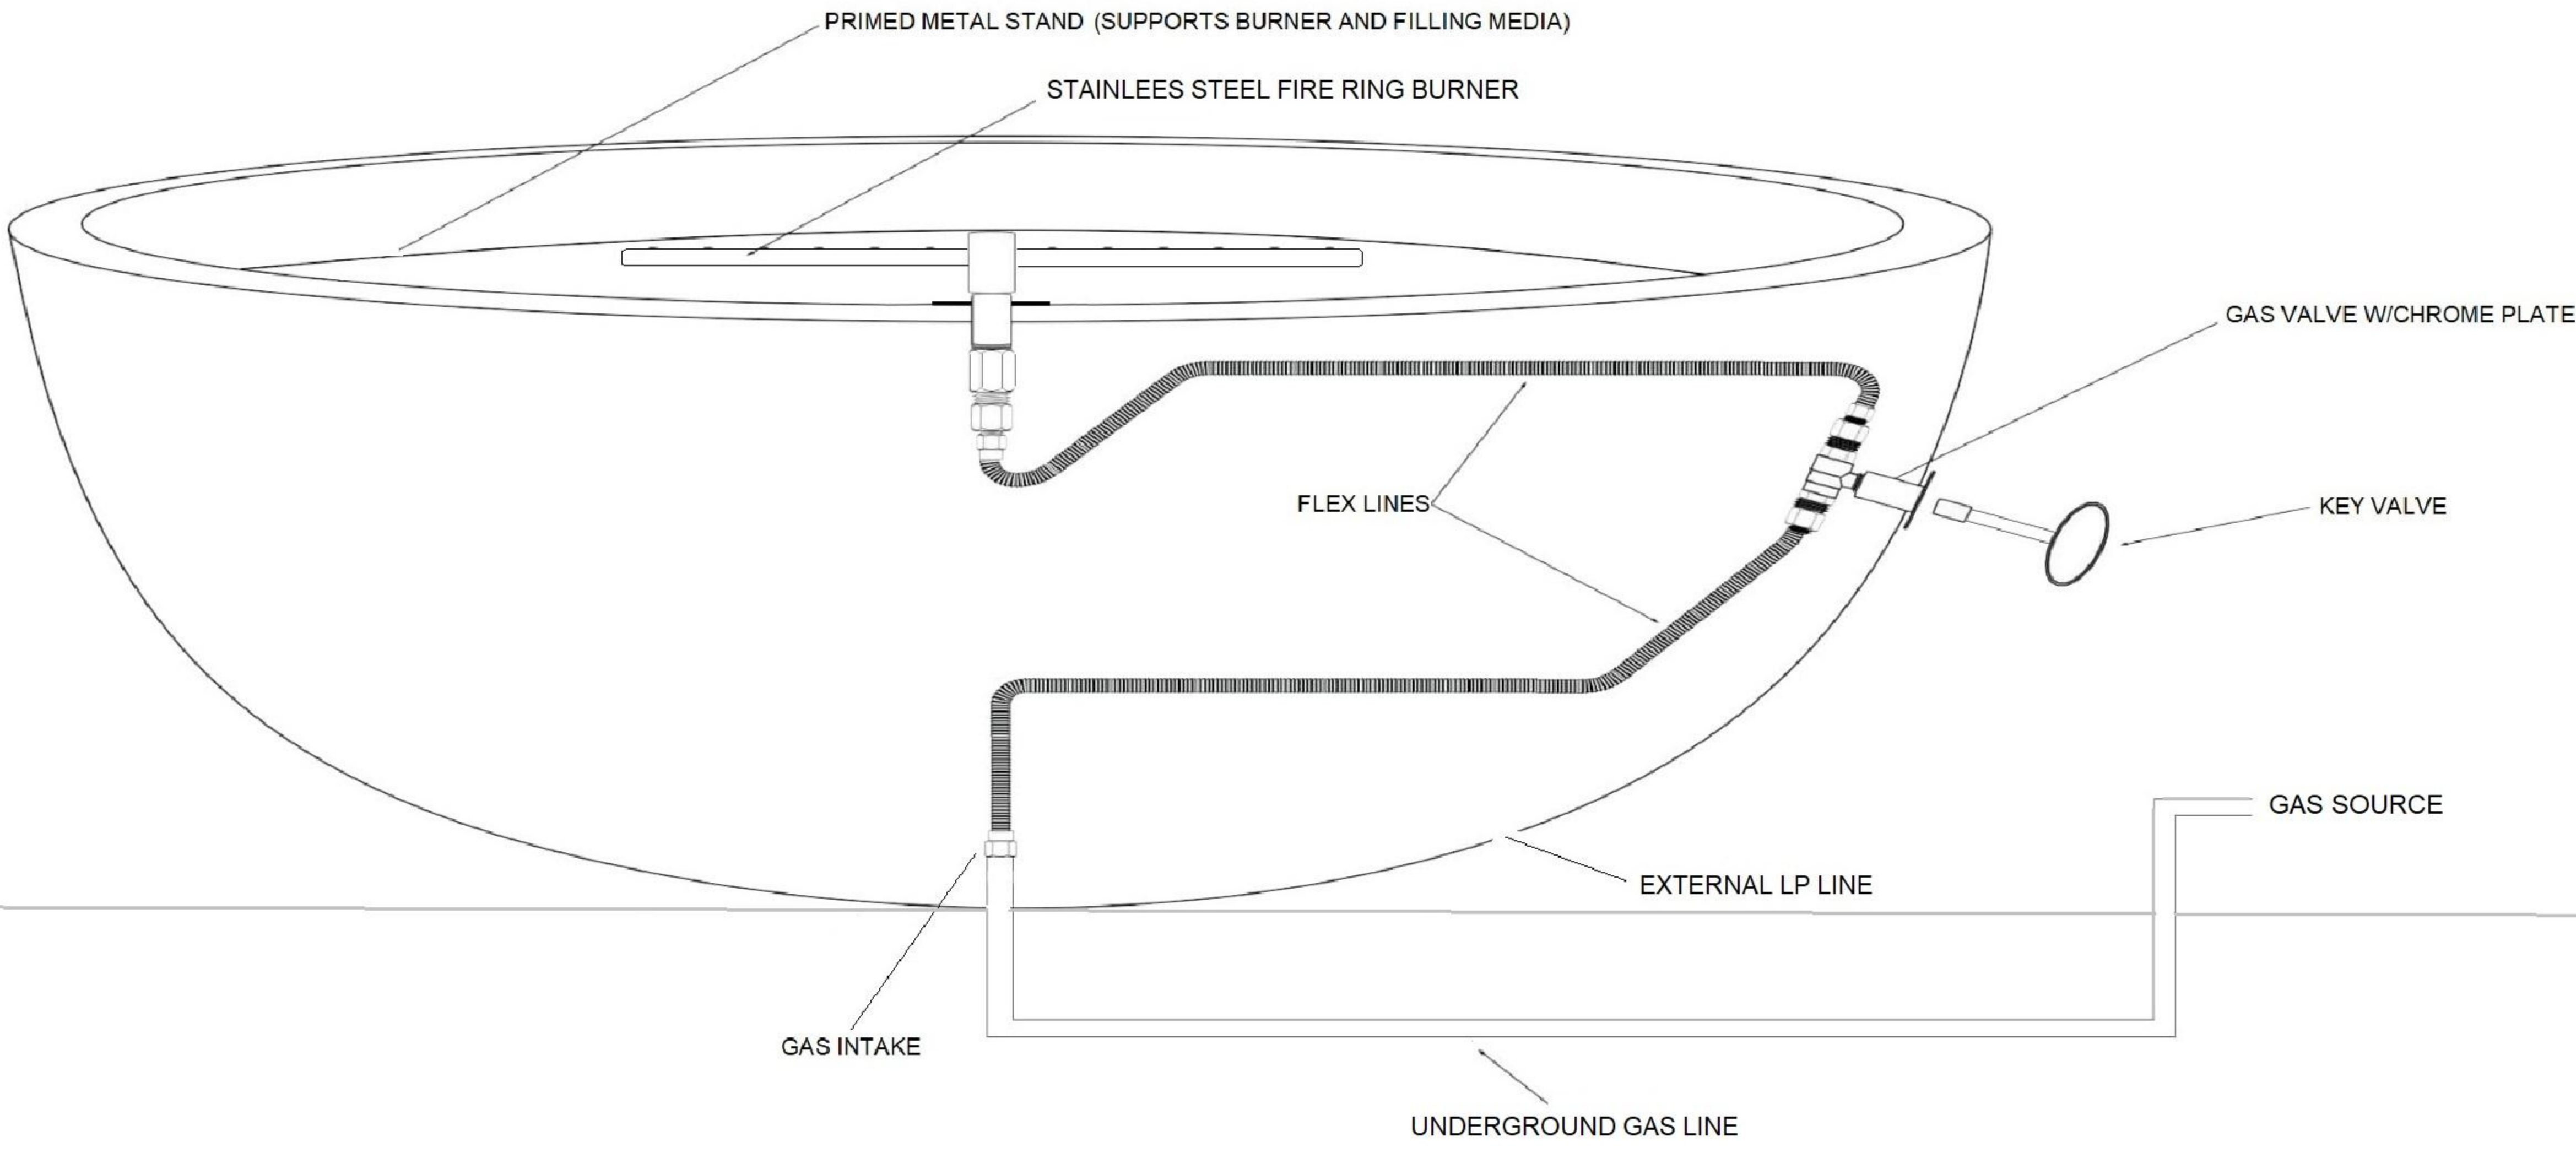 PRIMED METAL STAND (SUPPORTS BURNER AND FILLING MEDIA)
STAINLEES STEEL FIRE RING BURNER
GAS VALVE W/CHROME PLATE
FLEX LINES
KEY VALVE
GAS SOURCE
EXTERNAL LP LINE
GAS INTAKE
UNDERGROUND GAS LINE